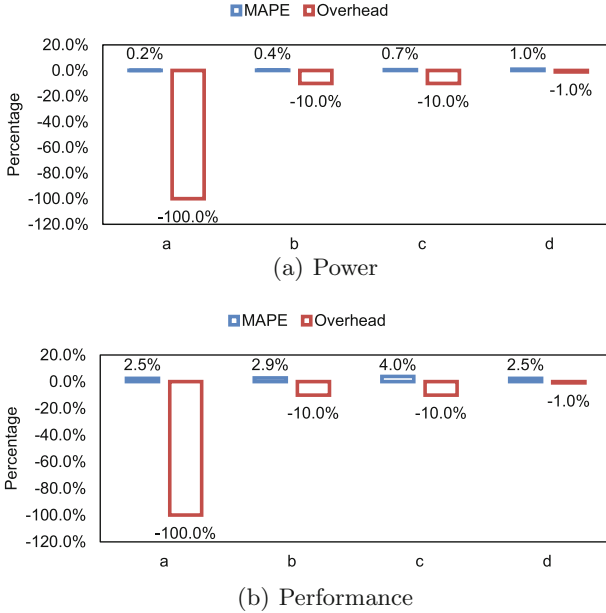 MAPE Overhead
20.0%
0.0%
-20.0%
-40.0%
-60.0%
-80.0%
-100.0%
-120.0%
Percentage
0.2% 0.4% 0.7% 1.0%
-100.0% -10.0% -10.0% -1.0%
a b c d
(a) Power
MAPE Overhead
20.0%
0.0%
-20.0%
-40.0%
-60.0%
-80.0%
-100.0%
-120.0%
Percentage
2.5% 2.9% 4.0% 2.5%
-100.0% -10.0% -10.0% -1.0%
a b c d
(b) Performance